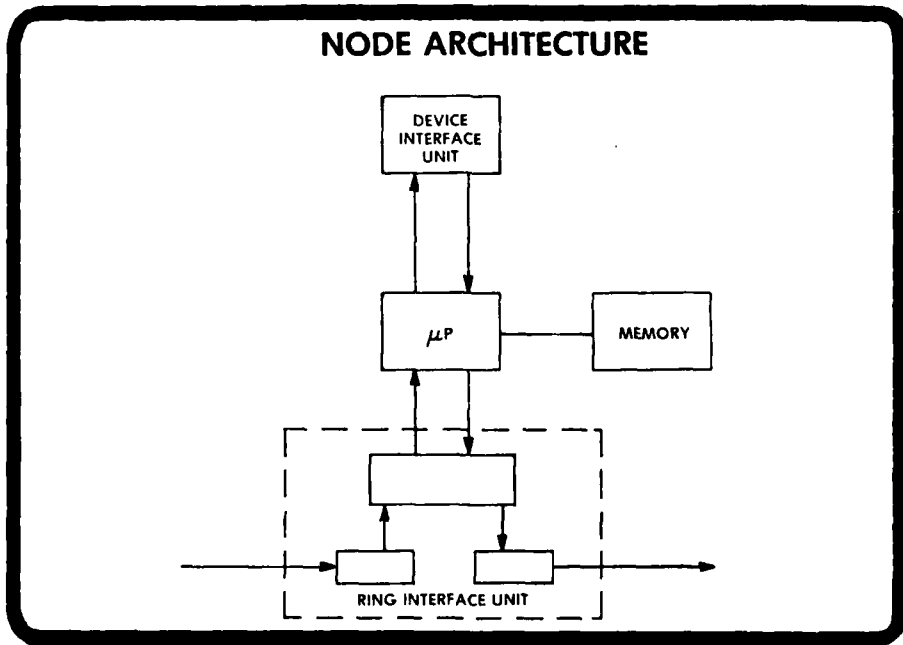 NODE ARCHITECTURE
DEVICE
INTERFACE
UNIT
μP
MEMORY
RING INTERFACE UNIT